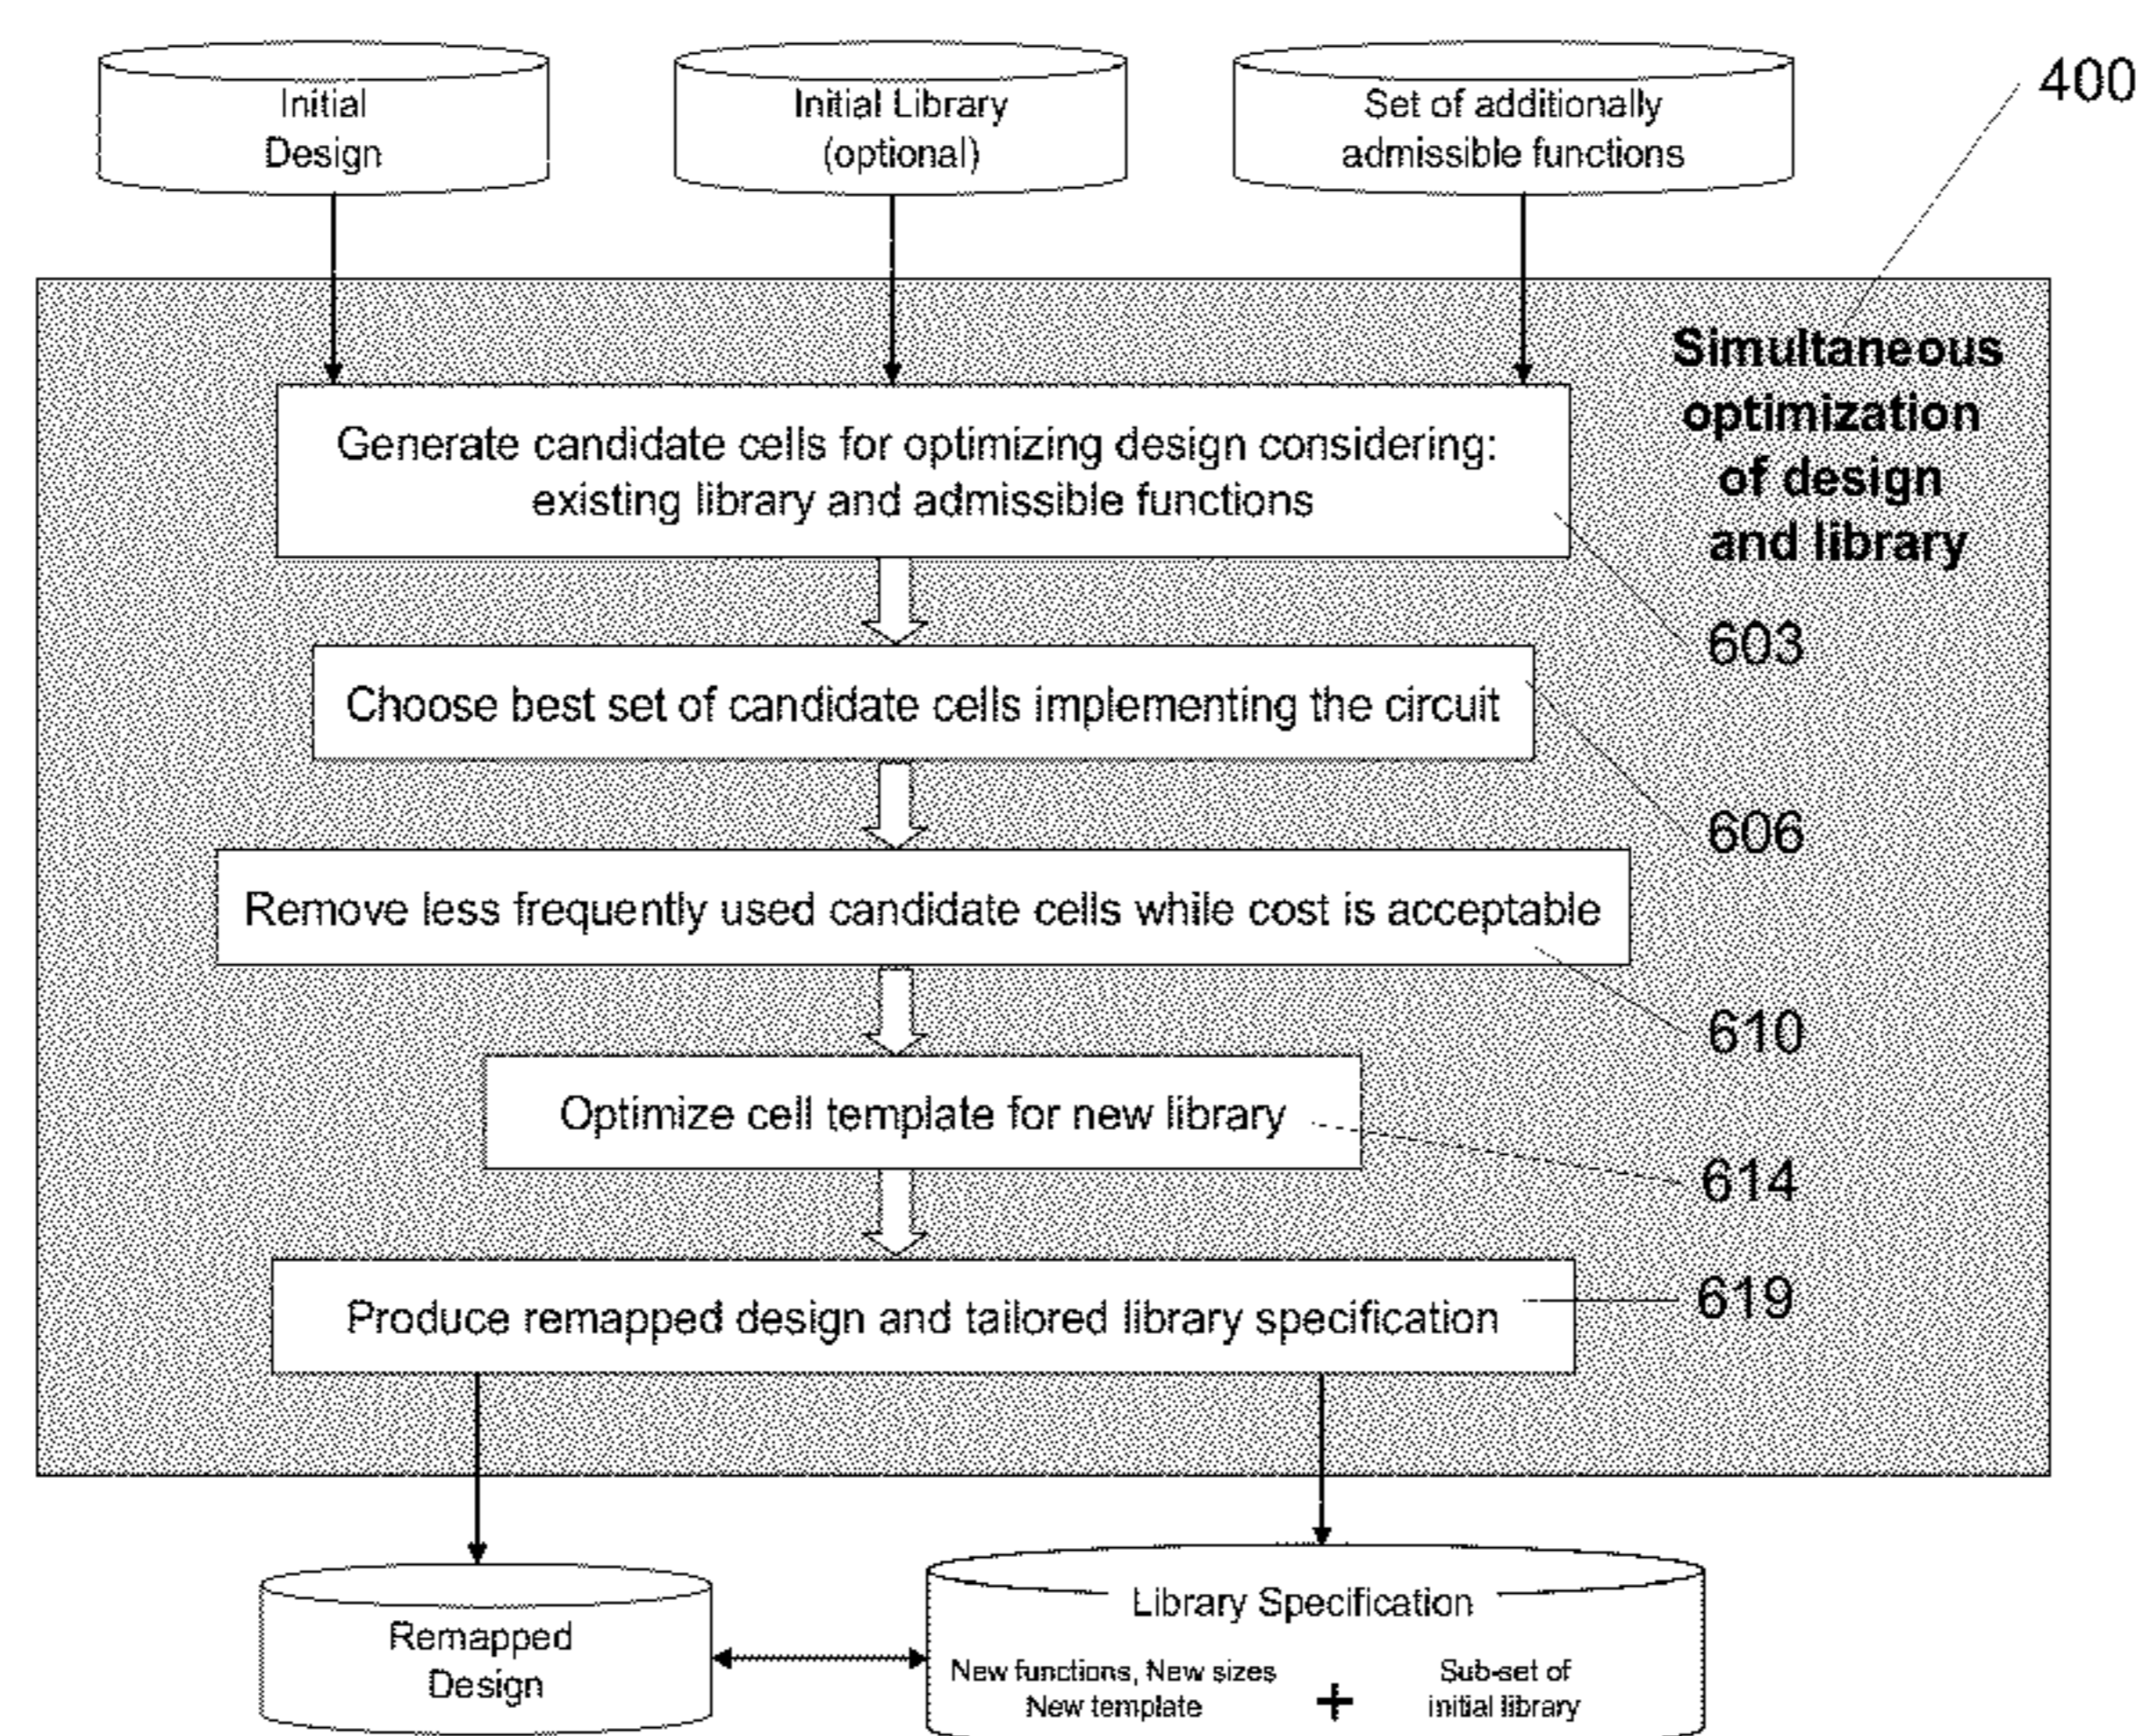 Initial
Design
Initial Library
(optional)
Set of additionally
admissible functions
400
Simultaneous
optimization
of design
and library
Generate candidate cells for optimizing design considering:
existing library and admissible functions
603
Choose best set of candidate cells implementing the circuit
606
Remove less frequently used candidate cells while cost is acceptable
610
Optimize cell template for new library
614
Produce remapped design and tailored library specification
619
Remapped
Design
Library Specification
New functions, New sizes
New template
+
Sub-set of
initial library